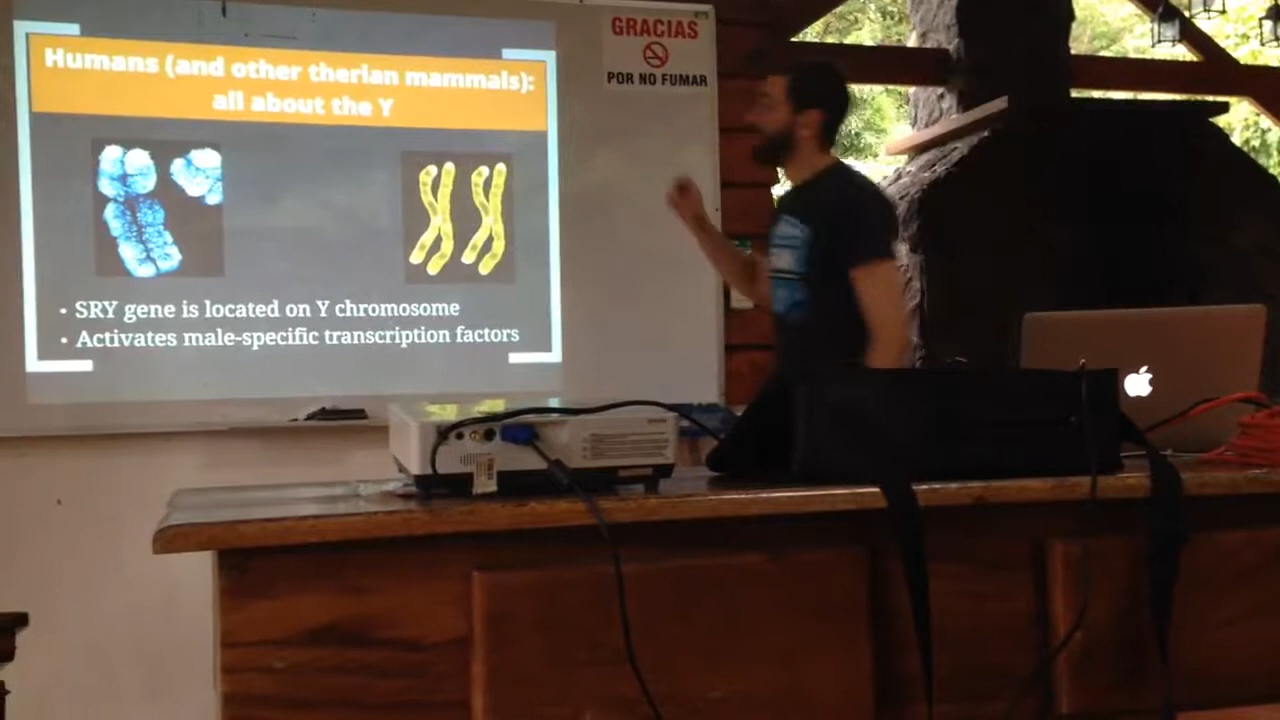 Humans (and other therian mammals):
all about the Y
• SRY gene is located on Y chromosome
• Activates male-specific transcription factors
GRACIAS
POR NO FUMAR